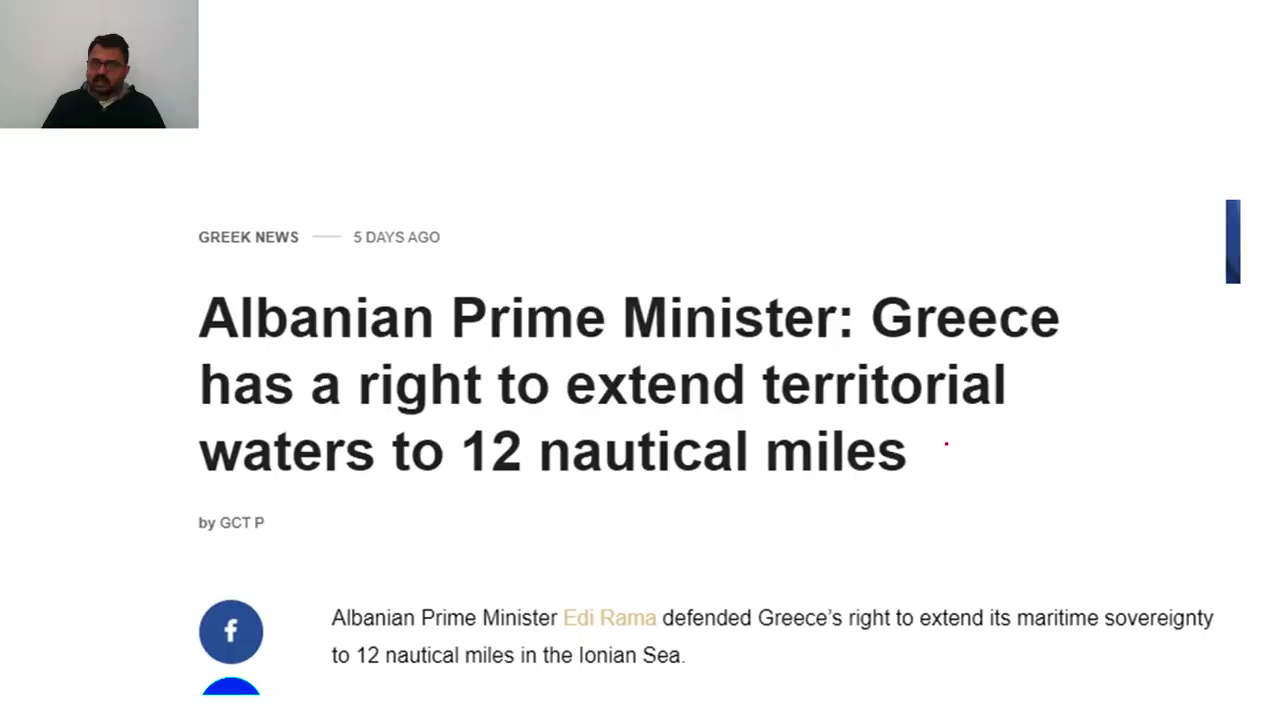 GREEK NEWS — 5 DAYS AGO
Albanian Prime Minister: Greece
has a right to extend territorial
waters to 12 nautical miles
by GCT P
f
Albanian Prime Minister Edi Rama defended Greece’s right to extend its maritime sovereignty
to 12 nautical miles in the Ionian Sea.